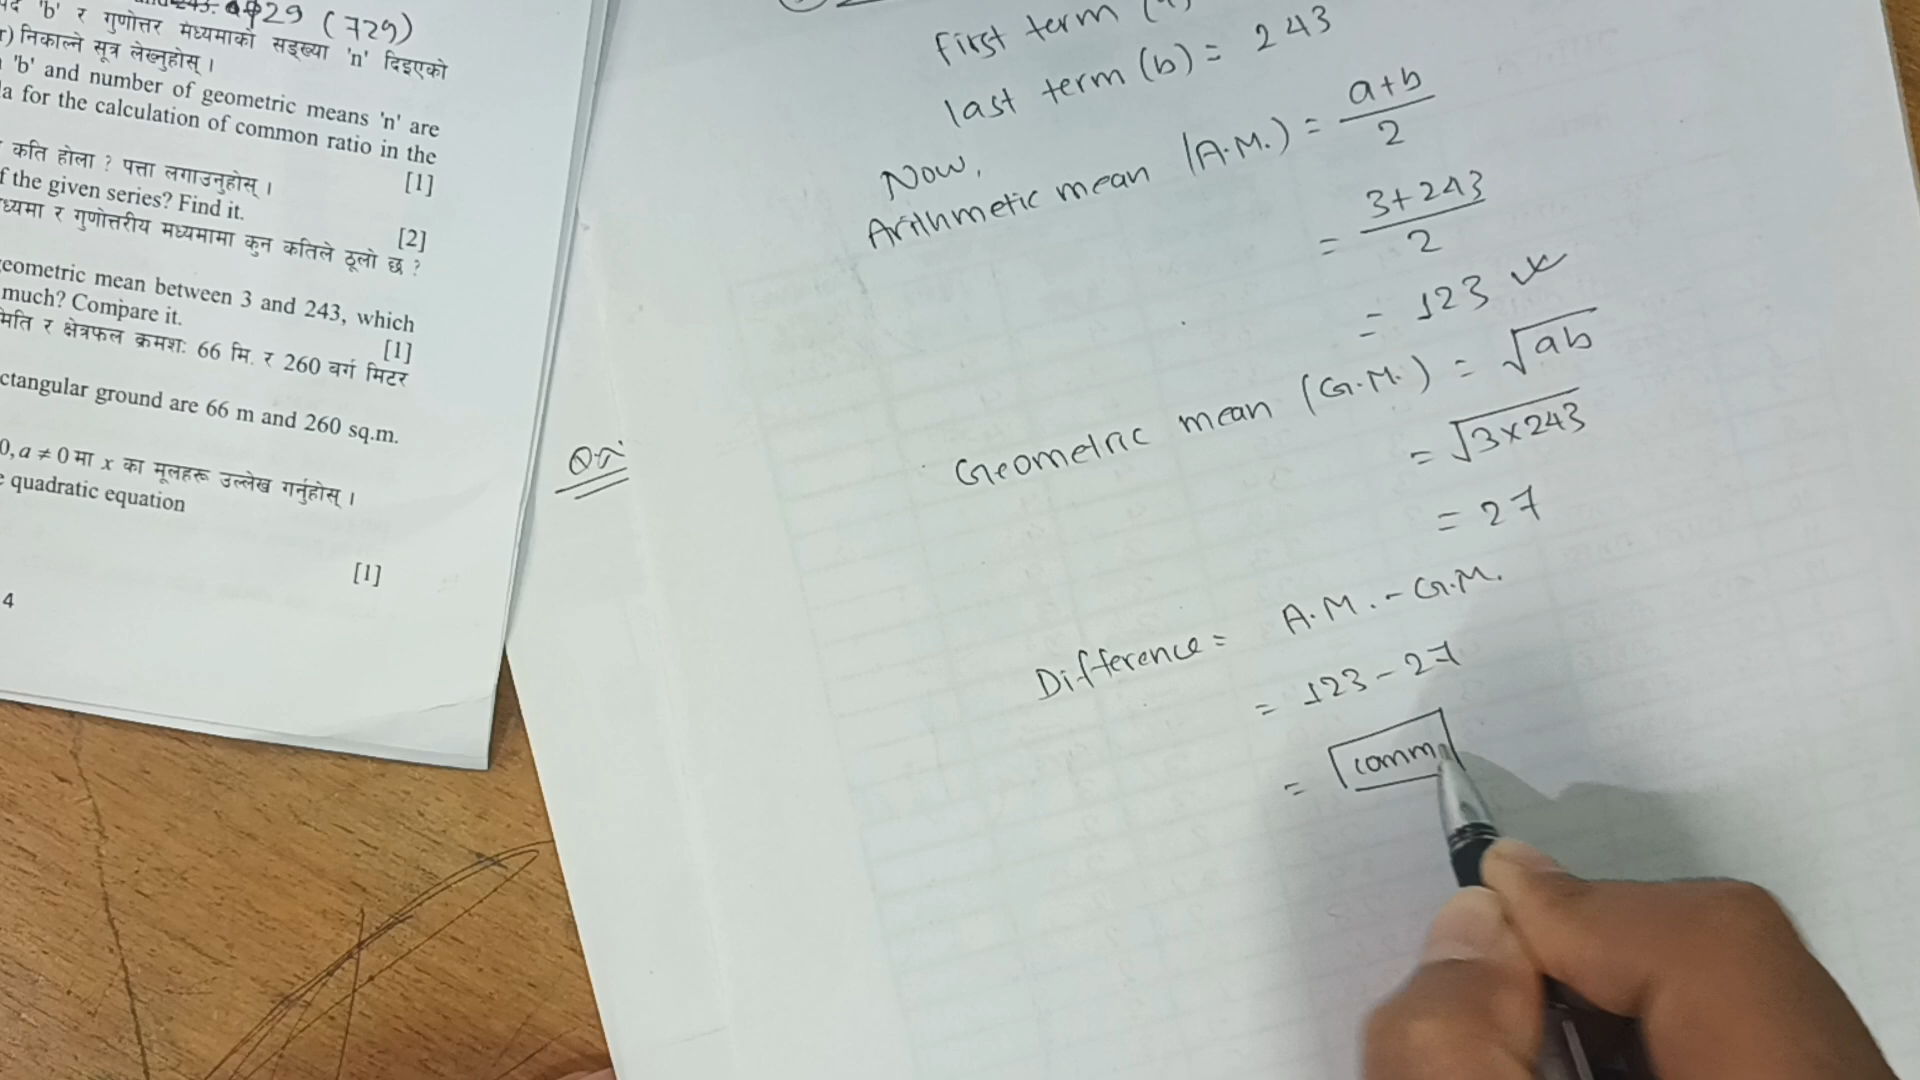 729 (729)
'b' र गुणोत्तर मध्यमाको सङ्ख्या 'n' दिइएको
निकाल्ने सूत्र लेख्नुहोस् ।
'b' and number of geometric means 'n' are
for the calculation of common ratio in the
[1]
कति होला ? पत्ता लगाउनुहोस् ।
the given series? Find it.
[2]
र गुणोत्तरीय मध्यमामा कुन कतिले ठूलो छ ?
mean between 3 and 243, which
much? Compare it.
[1]
र क्षेत्रफल क्रमशः 66 मि. र 260 वर्ग मिटर
ground are 66 m and 260 sq.m.
a ≠ 0 मा x का मूलहरू उल्लेख गर्नुहोस् ।
quadratic equation
[1]
4
first term
last term (b) = 243
Now,
Arithmetic mean (A.M.) = a+b / 2
= 3+243 / 2
= 123
Geometric mean (G.M.) = √ab
= √3×243
= 27
Difference = A.M. - G.M.
= 123 - 27
= comm